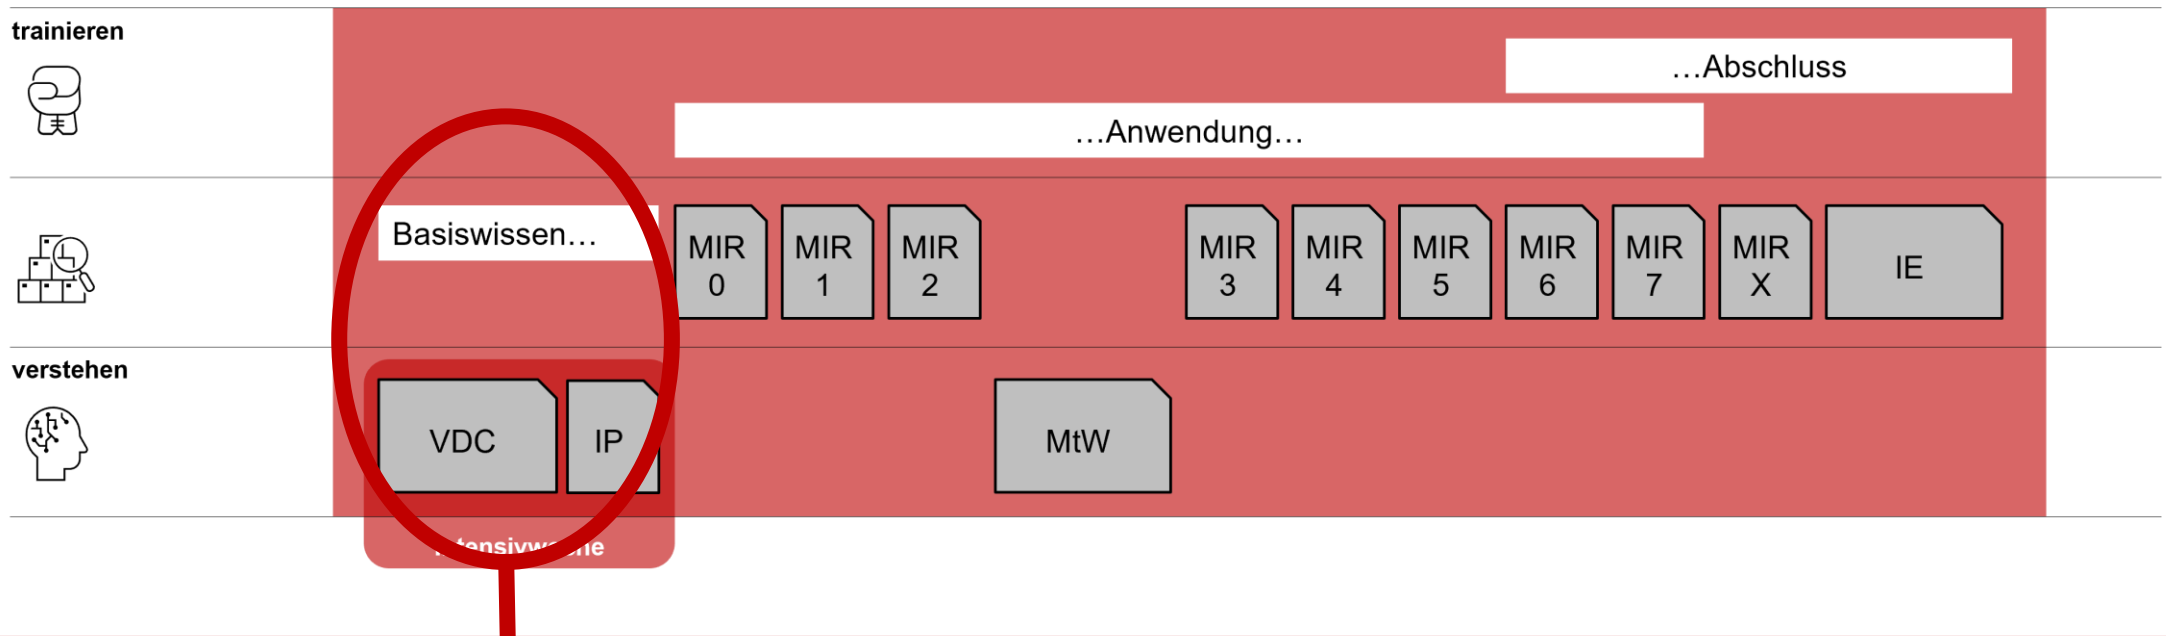 trainieren
…Abschluss
…Anwendung…
Basiswissen…
MIR
0
MIR
1
MIR
2
MIR
3
MIR
4
MIR
5
MIR
6
MIR
7
MIR
X
IE
verstehen
VDC
IP
MtW